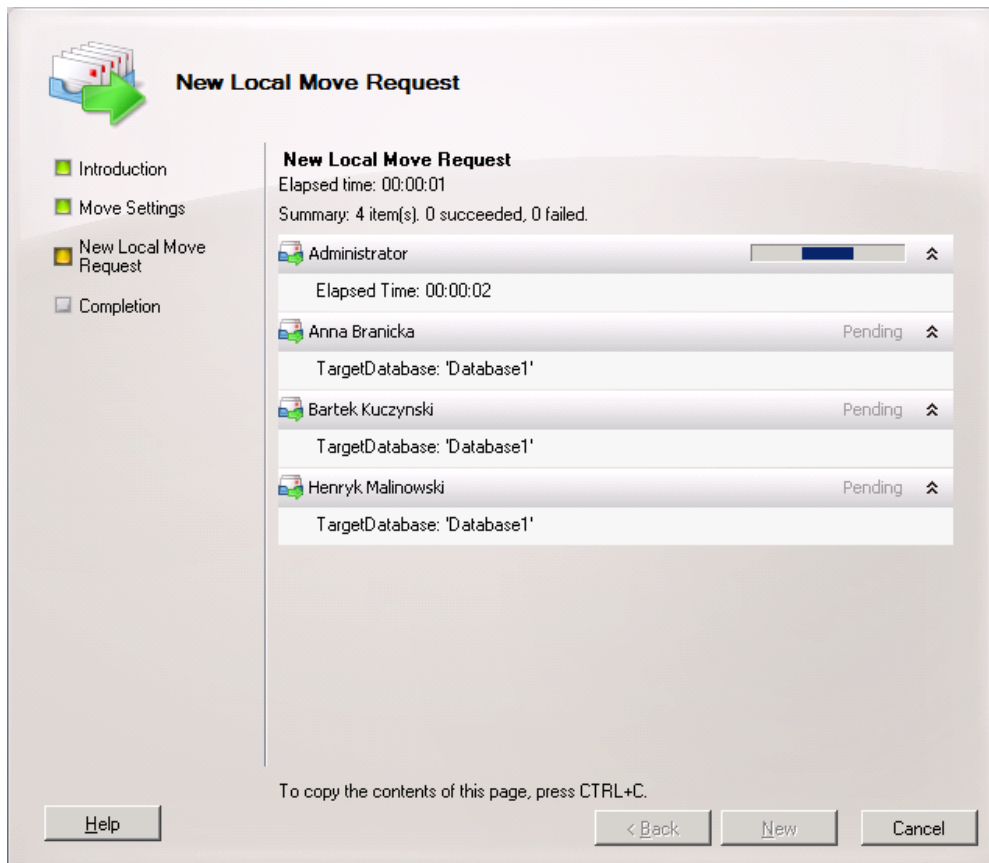 New Local Move Request
Introduction
Move Settings
New Local Move
Request
Completion
New Local Move Request
Elapsed time: 00:00:01
Summary: 4 item(s). 0 succeeded, 0 failed.
Administrator
Elapsed Time: 00:00:02
Anna Branicka Pending
TargetDatabase: 'Database1'
Bartek Kuczynski Pending
TargetDatabase: 'Database1'
Henryk Malinowski Pending
TargetDatabase: 'Database1'
To copy the contents of this page, press CTRL+C.
Help < Back New Cancel